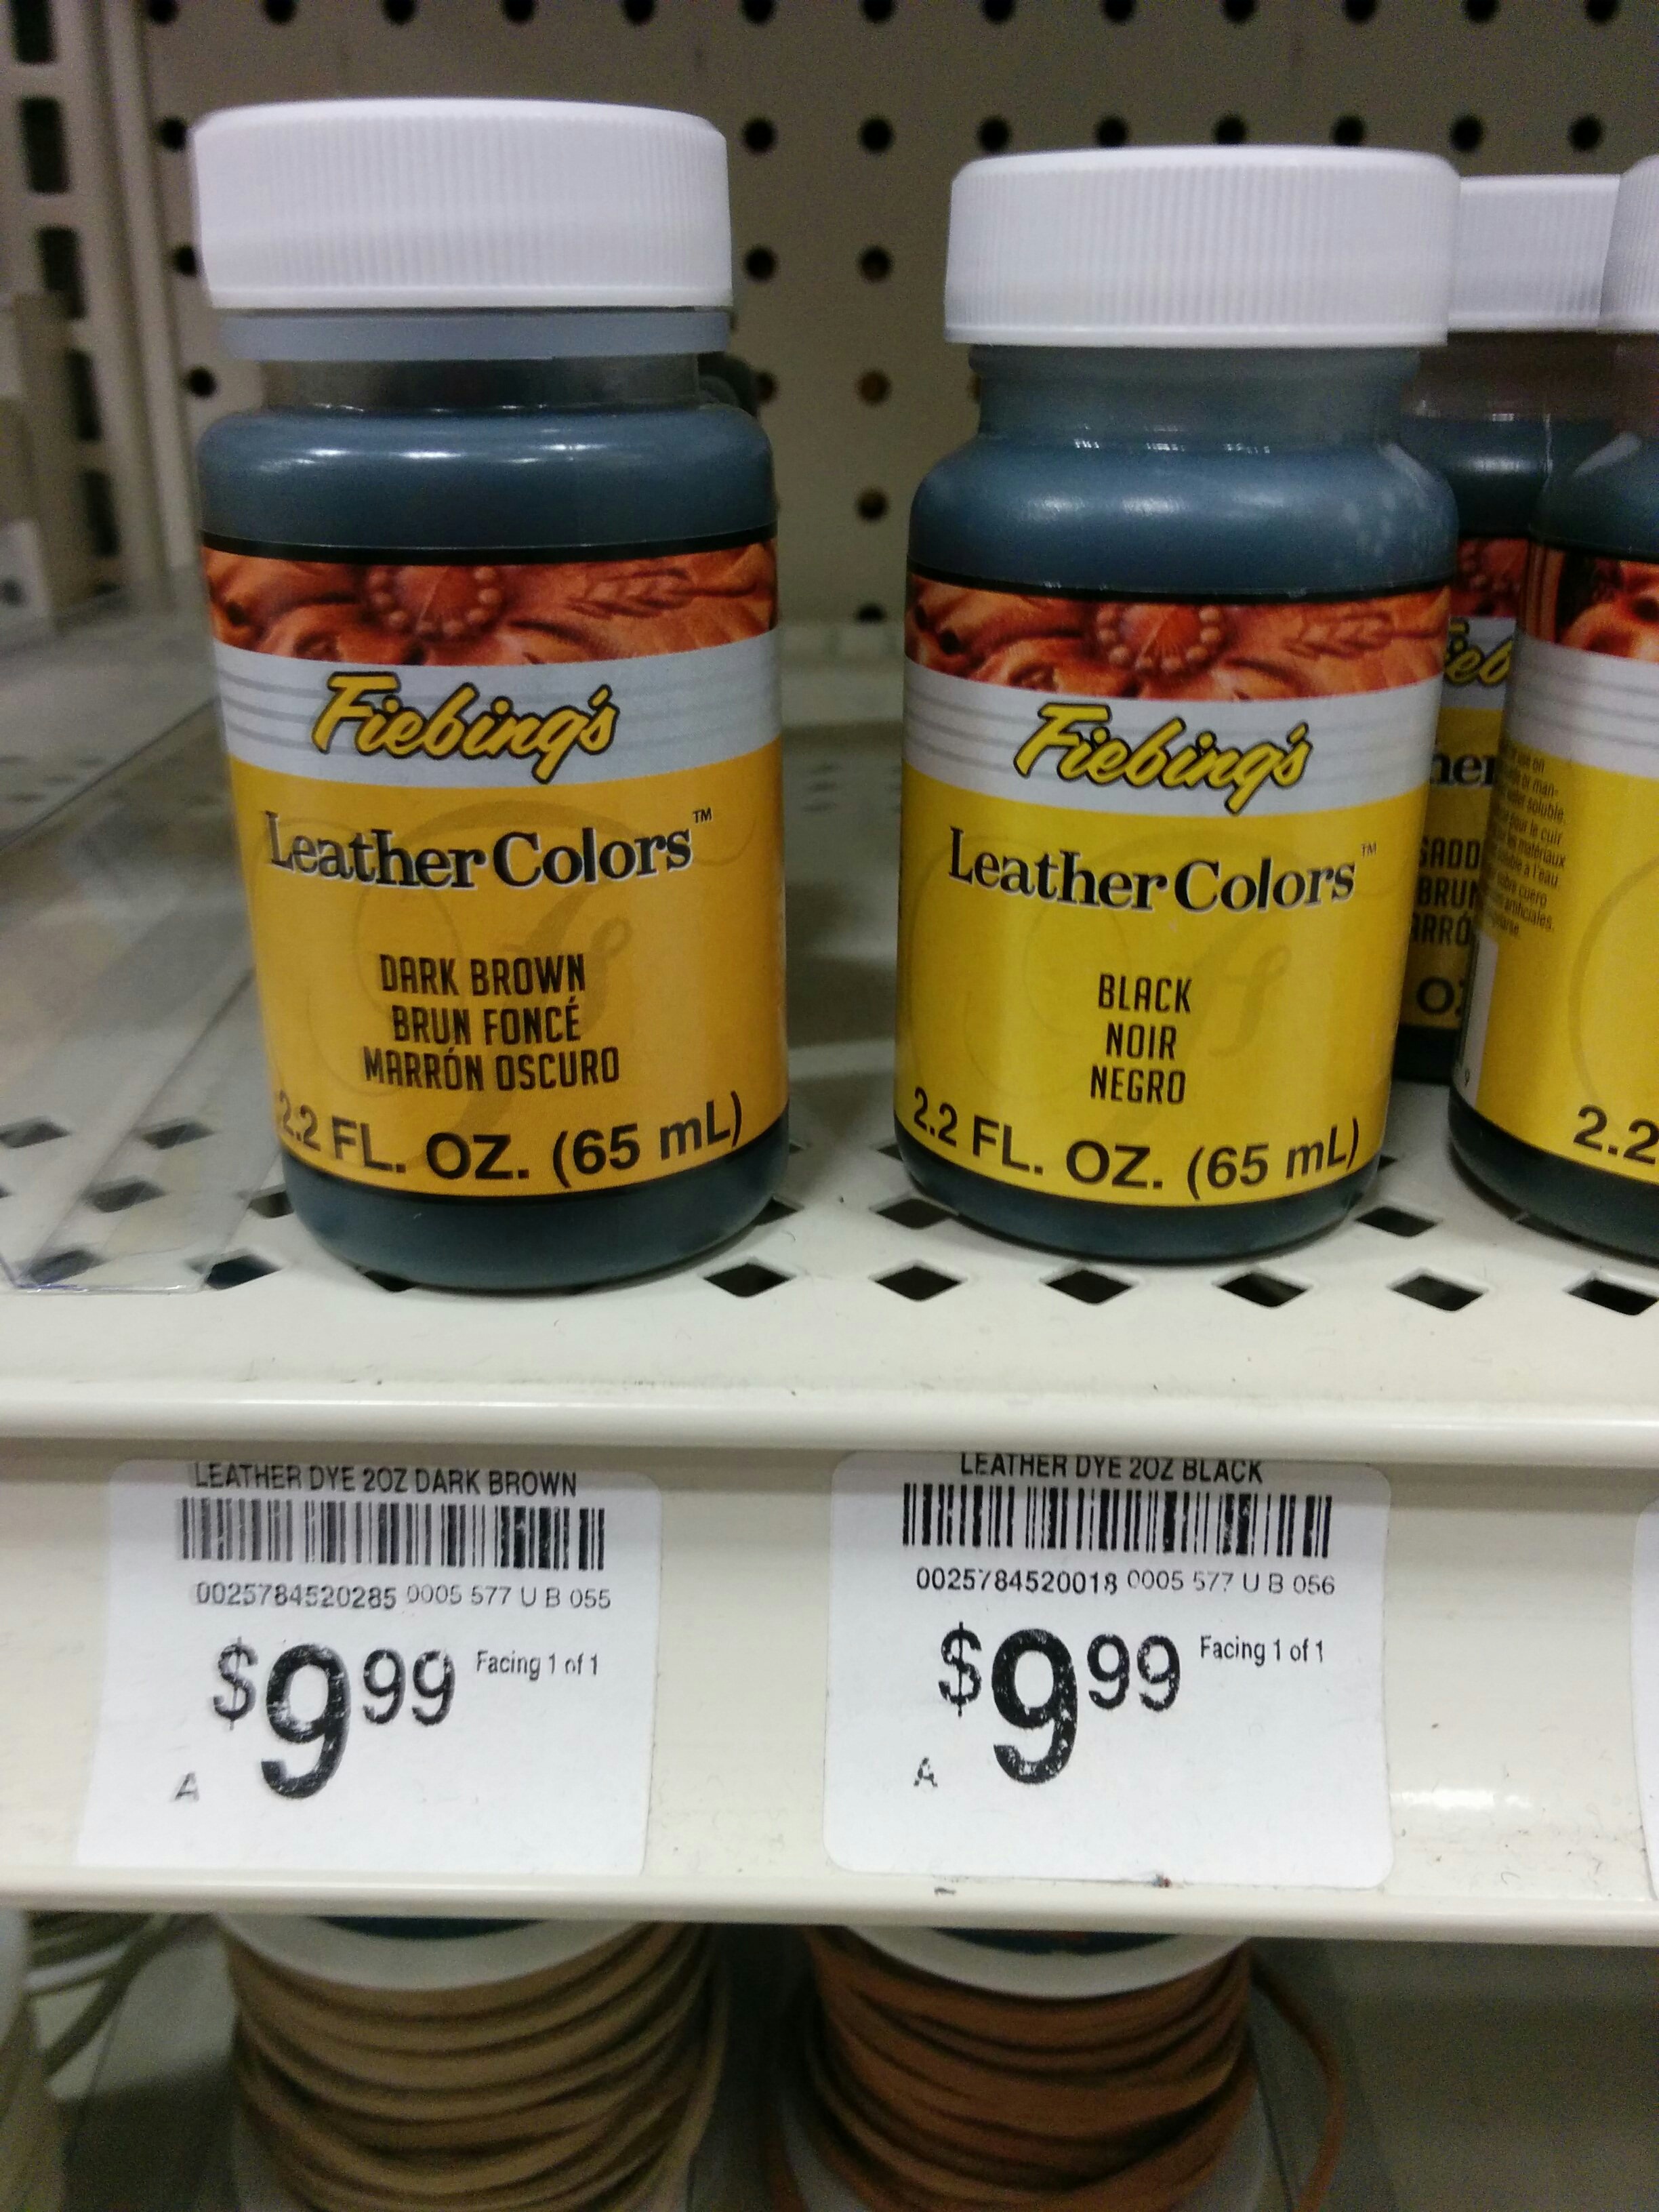 Fiebing's
Leather Colors™
DARK BROWN
BRUN FONCÉ
MARRÓN OSCURO
2.2 FL. OZ. (65 mL)
Fiebing's
Leather Colors™
BLACK
NOIR
NEGRO
2.2 FL. OZ. (65 mL)
2.2
LEATHER DYE 2OZ DARK BROWN
0025784520285 0005 577 U B 055
$9 99 Facing 1 of 1
A
LEATHER DYE 2OZ BLACK
0025784520018 0005 577 U B 056
$9 99 Facing 1 of 1
A